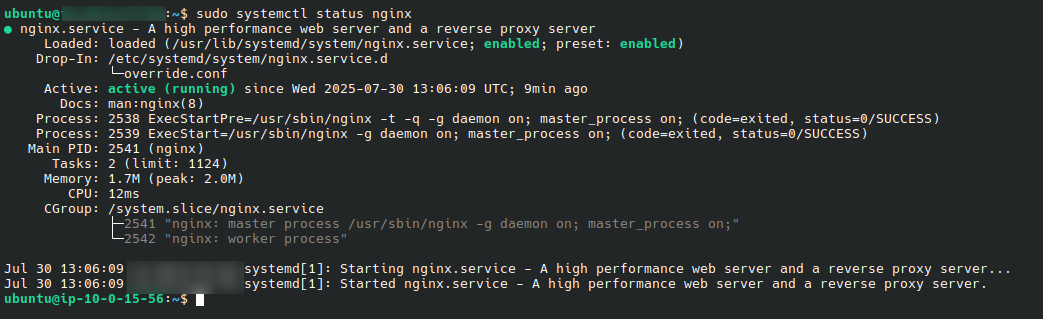 ubuntu@ :~$ sudo systemctl status nginx
● nginx.service - A high performance web server and a reverse proxy server
Loaded: loaded (/usr/lib/systemd/system/nginx.service; enabled; preset: enabled)
Drop-In: /etc/systemd/system/nginx.service.d
└─override.conf
Active: active (running) since Wed 2025-07-30 13:06:09 UTC; 9min ago
Docs: man:nginx(8)
Process: 2538 ExecStartPre=/usr/sbin/nginx -t -q -g daemon on; master_process on; (code=exited, status=0/SUCCESS)
Process: 2539 ExecStart=/usr/sbin/nginx -g daemon on; master_process on; (code=exited, status=0/SUCCESS)
Main PID: 2541 (nginx)
Tasks: 2 (limit: 1124)
Memory: 1.7M (peak: 2.0M)
CPU: 12ms
CGroup: /system.slice/nginx.service
├─2541 "nginx: master process /usr/sbin/nginx -g daemon on; master_process on;"
└─2542 "nginx: worker process"
Jul 30 13:06:09 systemd[1]: Starting nginx.service - A high performance web server and a reverse proxy server...
Jul 30 13:06:09 systemd[1]: Started nginx.service - A high performance web server and a reverse proxy server.
ubuntu@ip-10-0-15-56:~$